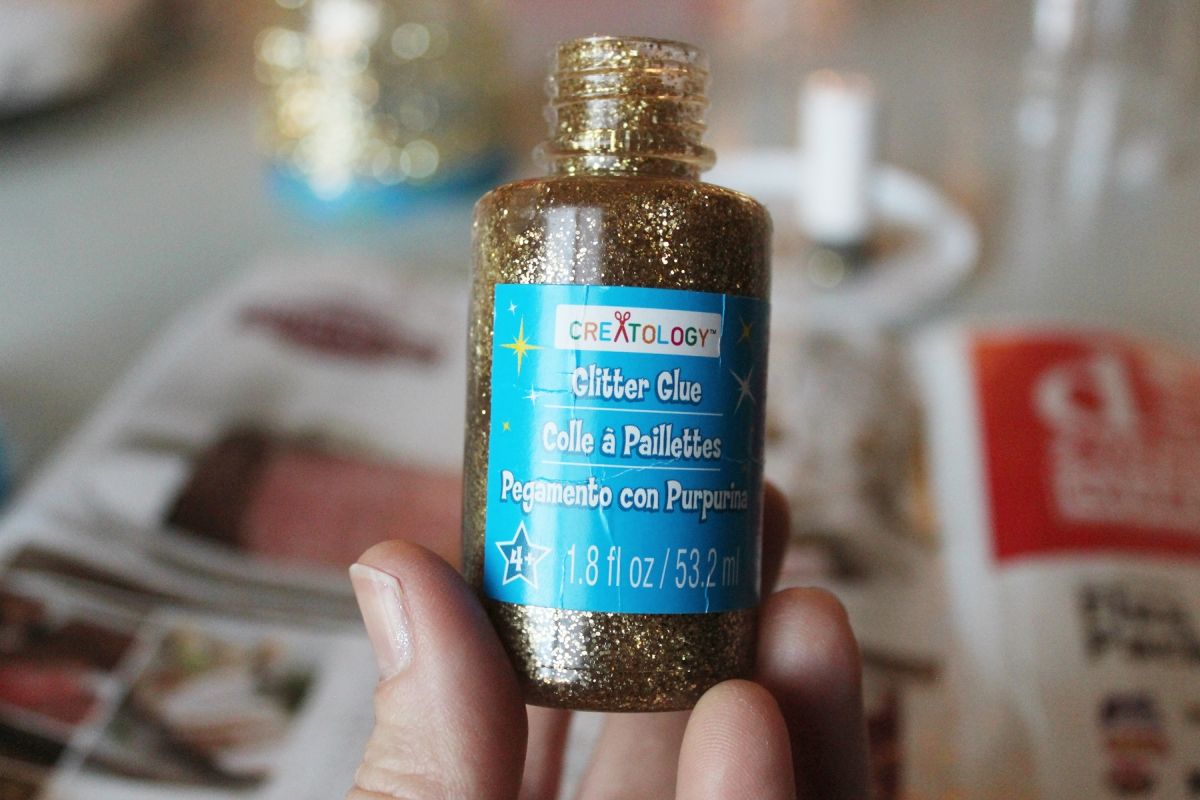 CREATOLOGY™
Glitter Glue
Colle à Paillettes
Pegamento con Purpurina
4+
1.8 fl oz / 53.2 ml